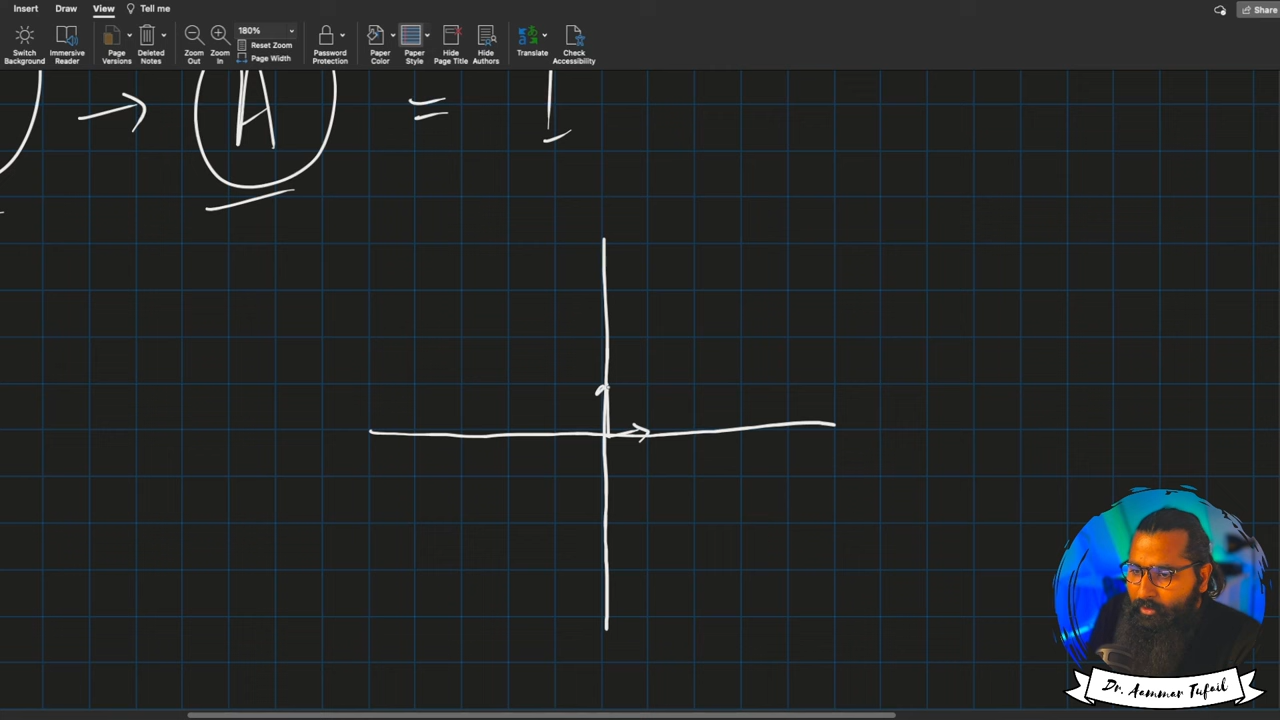 Insert Draw View Tell me
Share
180%
Reset Zoom
Page Width
Switch Background
Immersive Reader
Page Versions
Deleted Notes
Zoom Out
Zoom In
Password Protection
Paper Color
Paper Style
Hide Page Title
Hide Authors
Translate
Check Accessibility
→ A = 1
Dr. Aammar Tufail